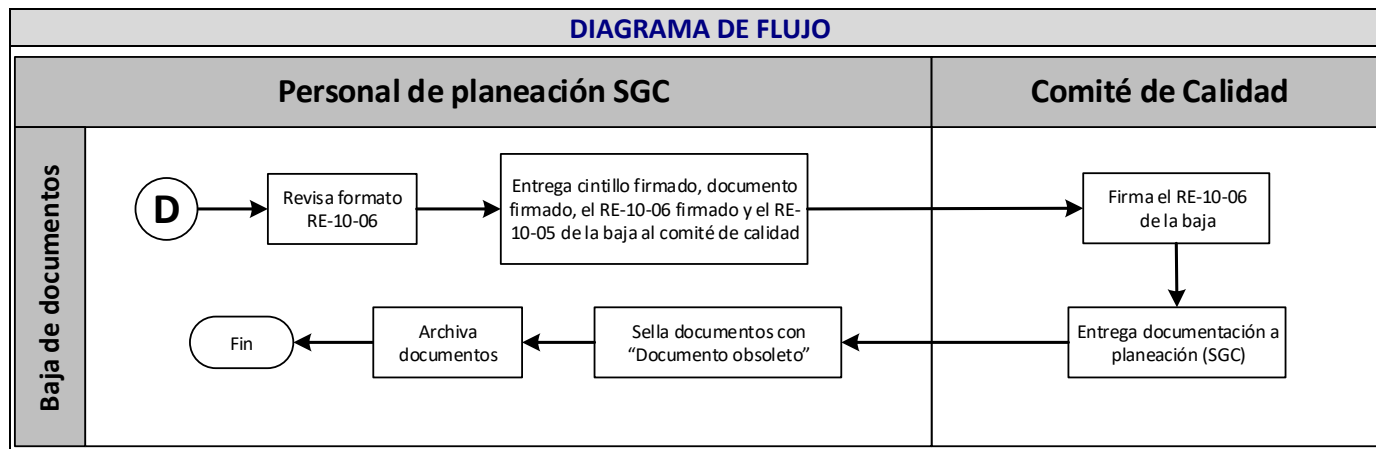 DIAGRAMA DE FLUJO
Personal de planeación SGC
Comité de Calidad
Baja de documentos
D
Revisa formato
RE-10-06
Entrega cintillo firmado, documento
firmado, el RE-10-06 firmado y el RE-
10-05 de la baja al comité de calidad
Firma el RE-10-06
de la baja
Entrega documentación a
planeación (SGC)
Sella documentos con
“Documento obsoleto”
Archiva
documentos
Fin